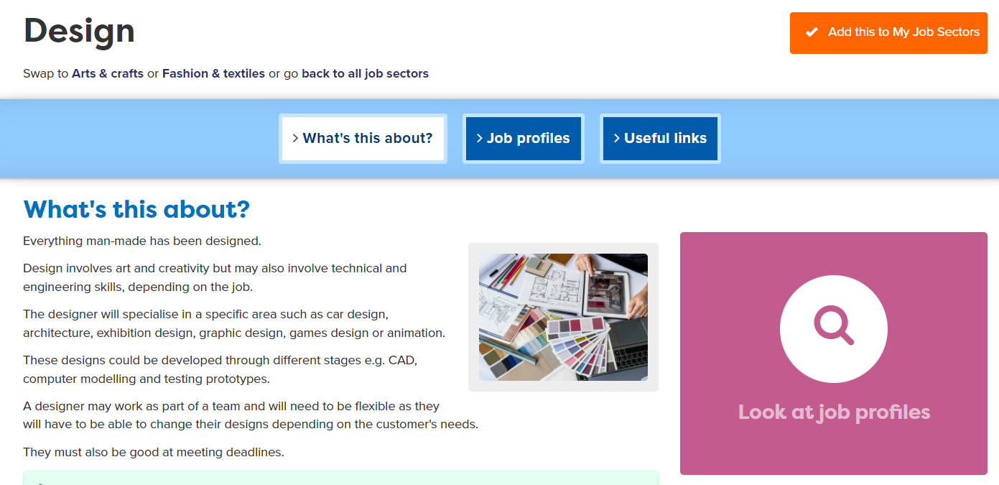 Design
Add this to My Job Sectors
Swap to Arts & crafts or Fashion & textiles or go back to all job sectors
What's this about?
Job profiles
Useful links
What's this about?
Everything man-made has been designed.
Design involves art and creativity but may also involve technical and
engineering skills, depending on the job.
The designer will specialise in a specific area such as car design,
architecture, exhibition design, graphic design, games design or animation.
These designs could be developed through different stages e.g. CAD,
computer modelling and testing prototypes.
A designer may work as part of a team and will need to be flexible as they
will have to be able to change their designs depending on the customer's needs.
They must also be good at meeting deadlines.
Look at job profiles